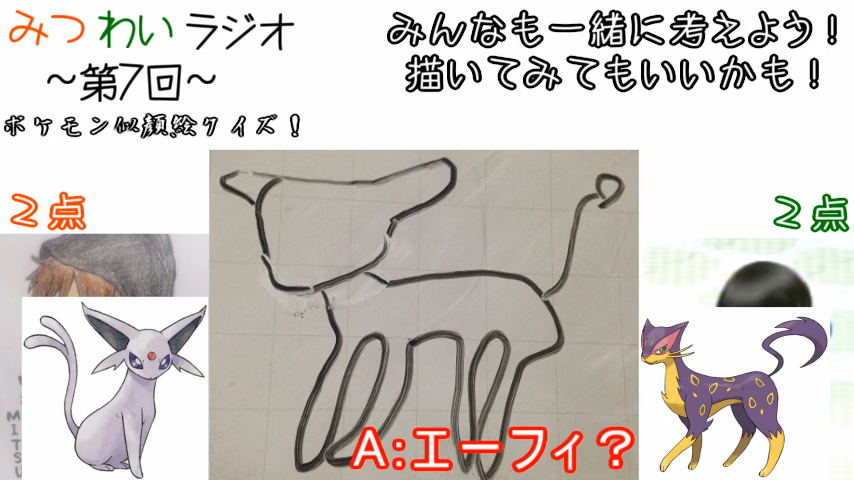 みつわいラジオ
～第7回～
ポケモン似顔絵クイズ！
みんなも一緒に考えよう！
描いてみてもいいかも！
2点
2点
MITSU
A:エーフィ？